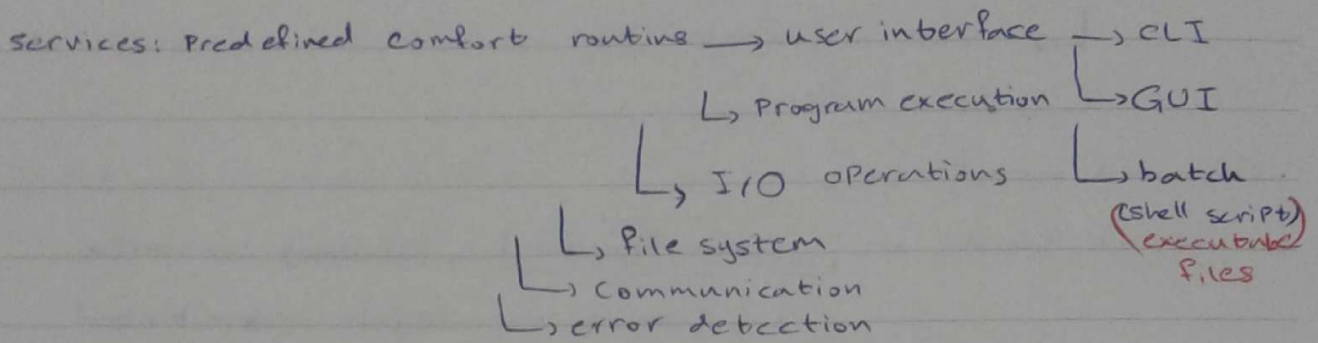 services: Predefined comfort routins → user interface → CLI
↳ Program execution ↳ GUI
↳ I/O operations ↳ batch
(shell script)
↳ file system (executable)
↳ communication files
↳ error detection